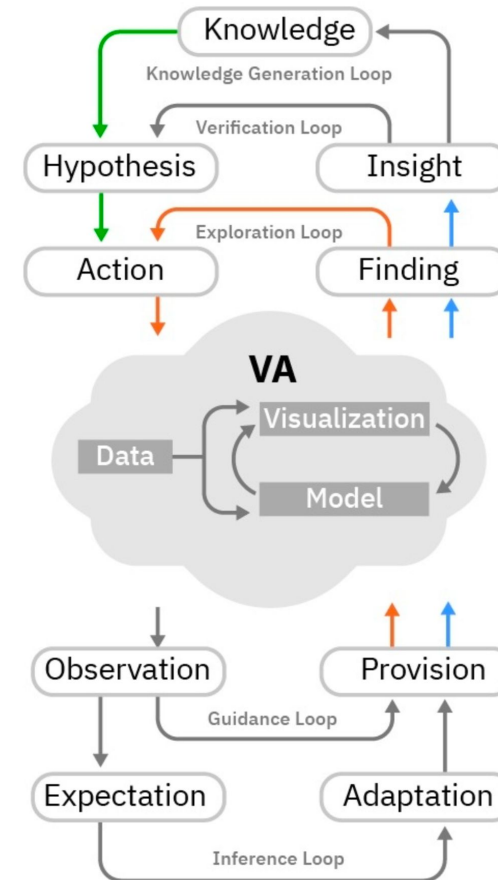 Knowledge
Knowledge Generation Loop
Verification Loop
Hypothesis
Insight
Exploration Loop
Action
Finding
VA
Visualization
Data
Model
Observation
Provision
Guidance Loop
Expectation
Adaptation
Inference Loop